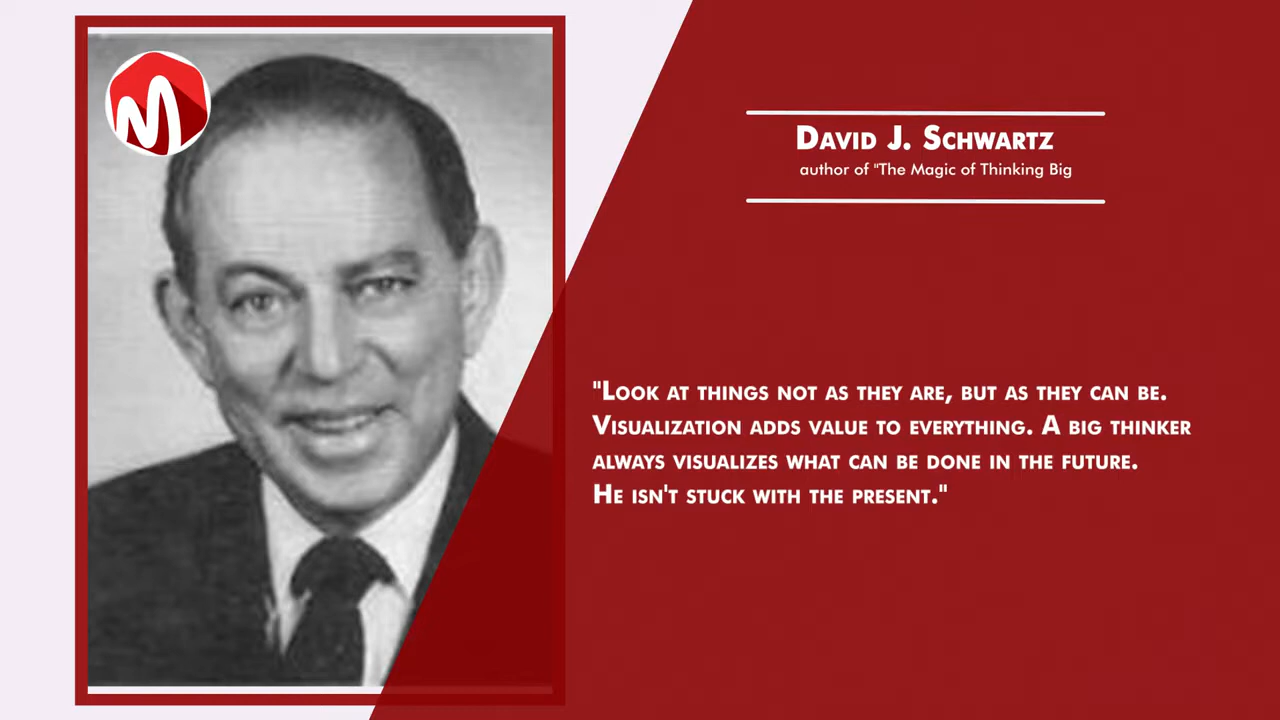 M
David J. Schwartz
author of "The Magic of Thinking Big
"Look at things not as they are, but as they can be.
Visualization adds value to everything. A big thinker
always visualizes what can be done in the future.
He isn't stuck with the present."